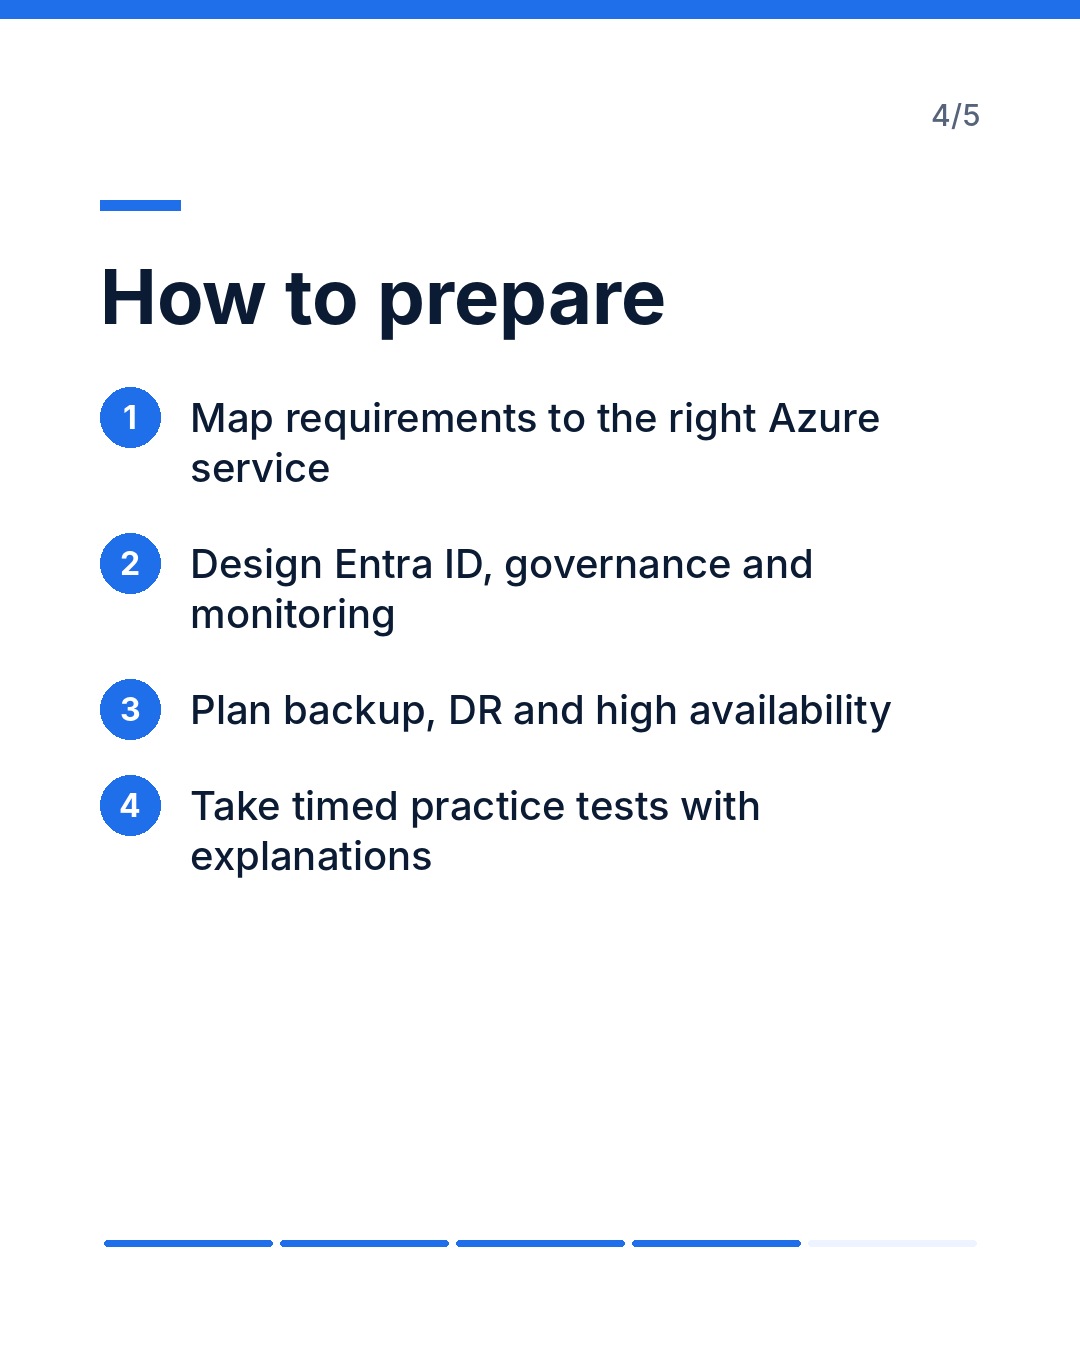 4/5
How to prepare
1 Map requirements to the right Azure
service
2 Design Entra ID, governance and
monitoring
3 Plan backup, DR and high availability
4 Take timed practice tests with
explanations